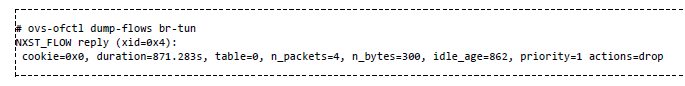 # ovs-ofctl dump-flows br-tun
NXST_FLOW reply (xid=0x4):
cookie=0x0, duration=871.283s, table=0, n_packets=4, n_bytes=300, idle_age=862, priority=1 actions=drop